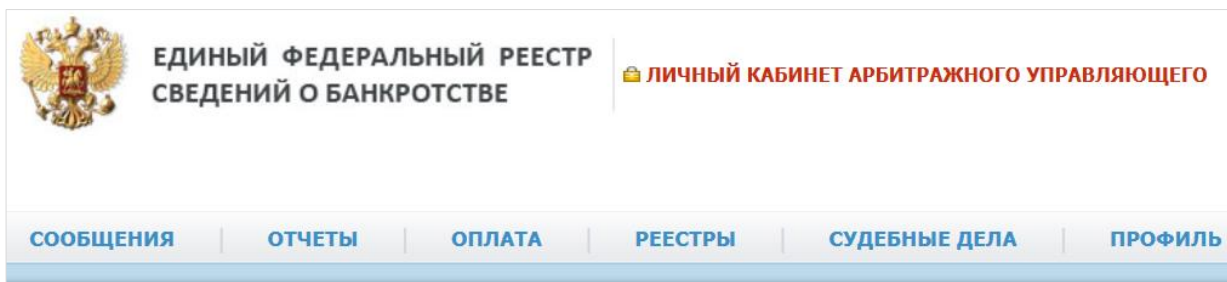 ЕДИНЫЙ ФЕДЕРАЛЬНЫЙ РЕЕСТР
СВЕДЕНИЙ О БАНКРОТСТВЕ
ЛИЧНЫЙ КАБИНЕТ АРБИТРАЖНОГО УПРАВЛЯЮЩЕГО
СООБЩЕНИЯ ОТЧЕТЫ ОПЛАТА РЕЕСТРЫ СУДЕБНЫЕ ДЕЛА ПРОФИЛЬ